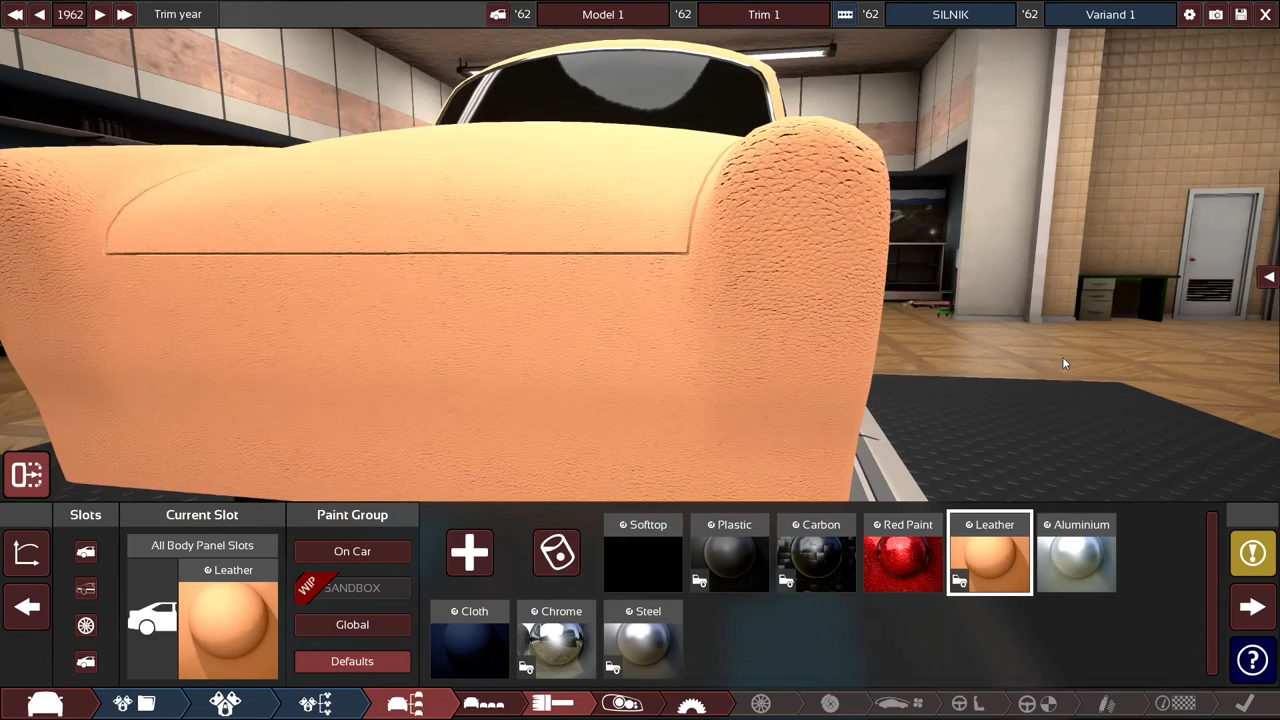 1962 Trim year '62 Model 1 '62 Trim 1 '62 SILNIK '62 Variand 1
Slots Current Slot Paint Group
All Body Panel Slots
Leather
On Car
WIP SANDBOX
Global
Defaults
Softtop Plastic Carbon Red Paint Leather Aluminium
Cloth Chrome Steel